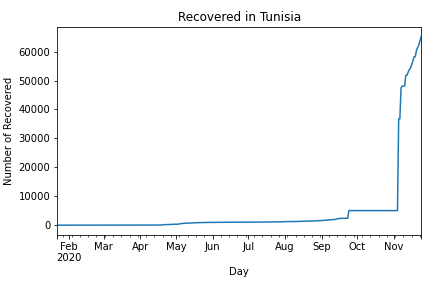 Recovered in Tunisia
Number of Recovered
60000
50000
40000
30000
20000
10000
0
Feb Mar Apr May Jun Jul Aug Sep Oct Nov
2020
Day